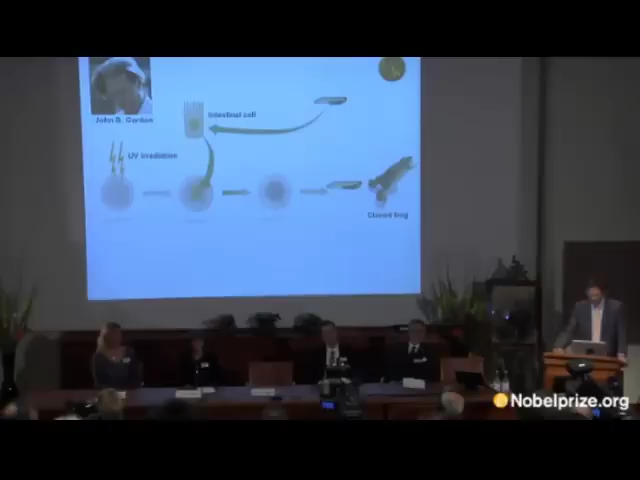 John B. Gurdon
Intestinal cell
UV irradiation
Cloned frog
Nobelprize.org